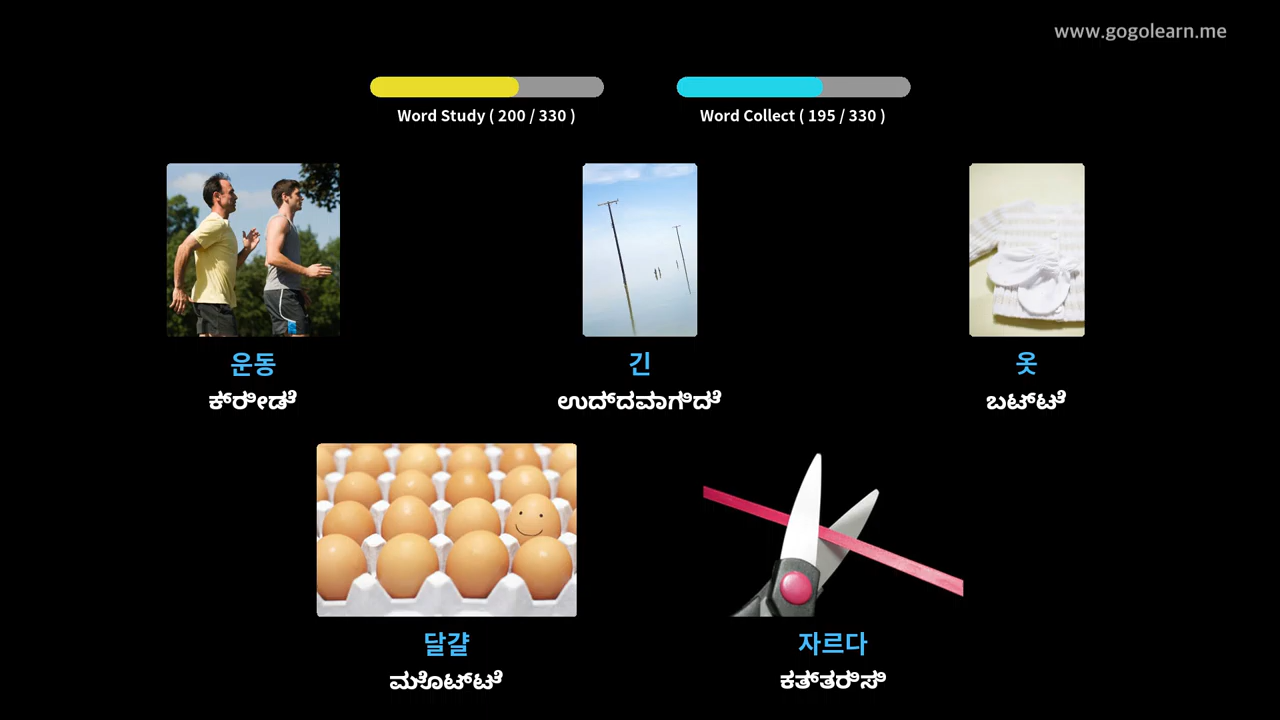 www.gogolearn.me
Word Study ( 200 / 330 )
Word Collect ( 195 / 330 )
운동
ಕ್ರೀಡೆ
긴
ಉದ್ದವಾಗಿದೆ
옷
ಬಟ್ಟೆ
달걀
ಮೊಟ್ಟೆ
자르다
ಕತ್ತರಿಸಿ